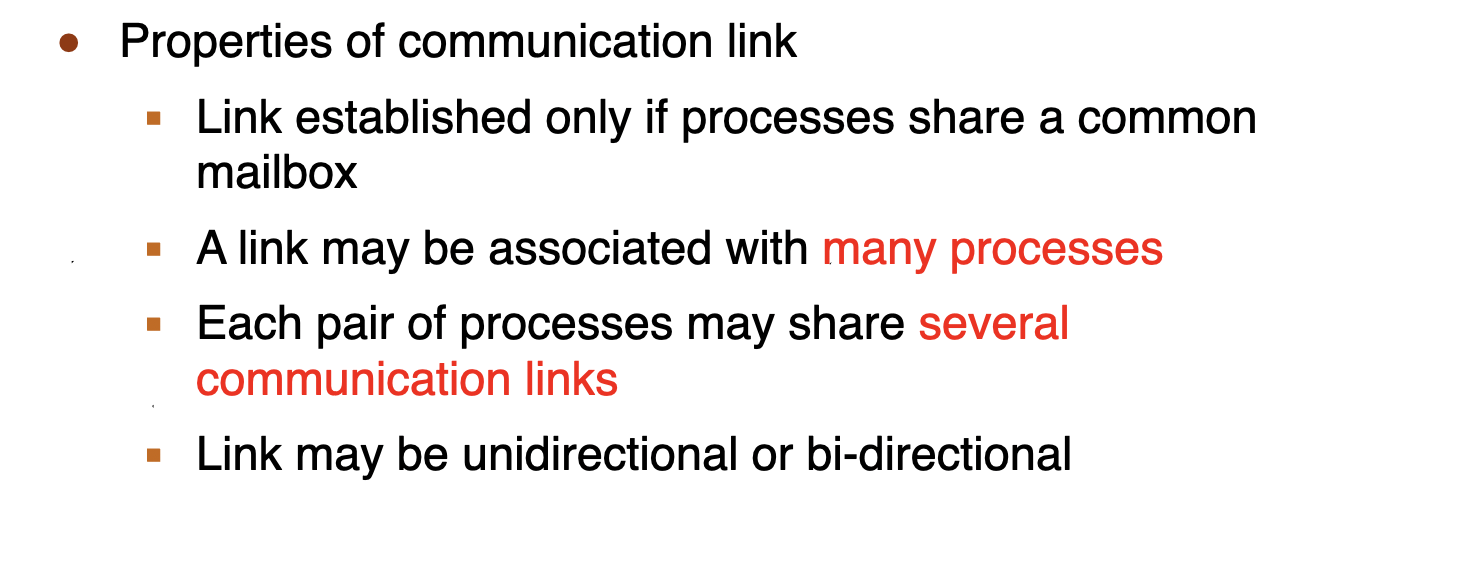 Properties of communication link
Link established only if processes share a common
mailbox
A link may be associated with many processes
Each pair of processes may share several
communication links
Link may be unidirectional or bi-directional